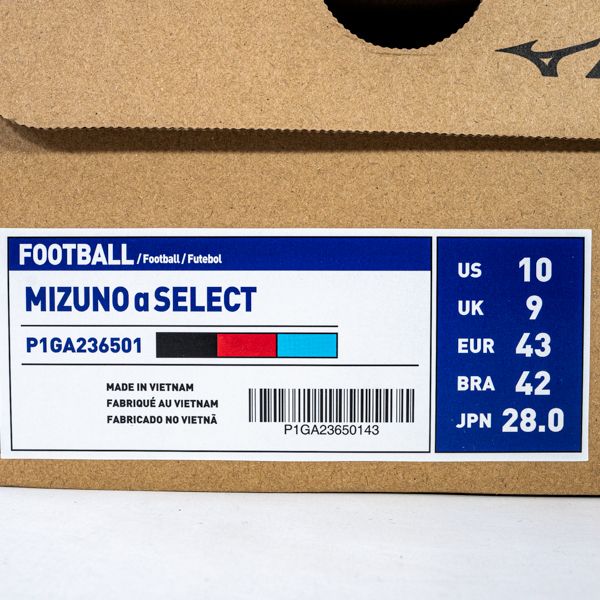 FOOTBALL / Football / Futebol
MIZUNO α SELECT
P1GA236501
MADE IN VIETNAM
FABRIQUÉ AU VIETNAM
FABRICADO NO VIETNÃ
P1GA23650143
US 10
UK 9
EUR 43
BRA 42
JPN 28.0